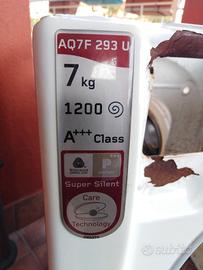 AQ7F 293 U
7 kg
1200
A+++ Class
P
Super Silent
Care
Technology
subito